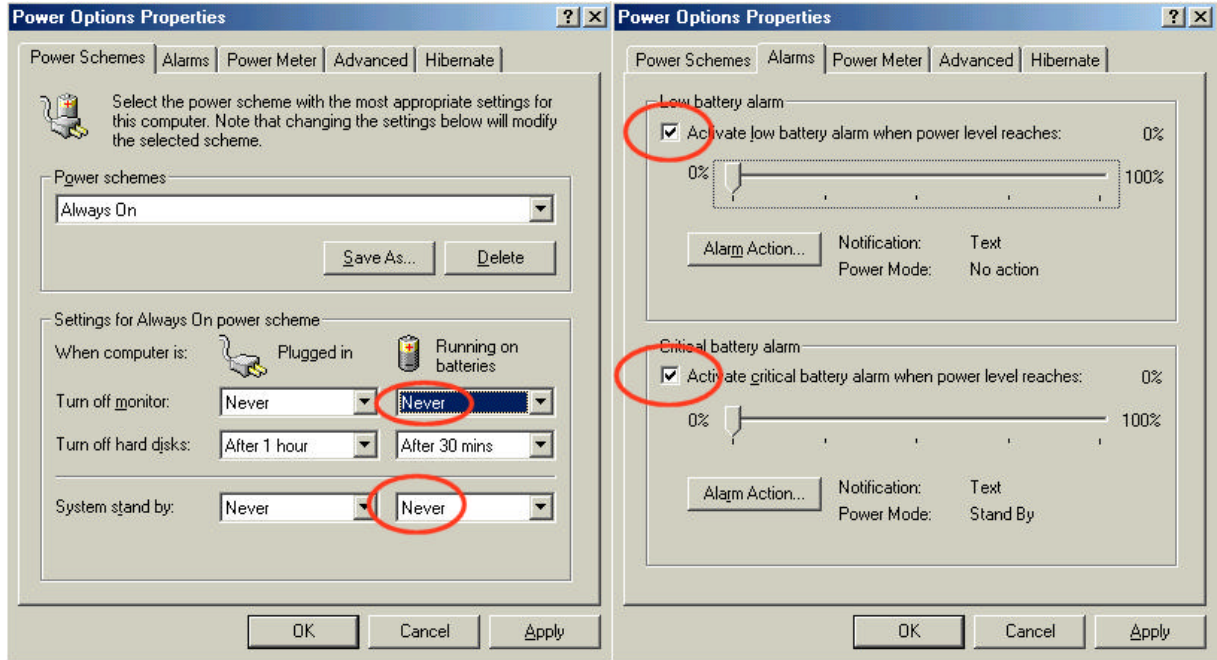 Power Options Properties
Power Schemes Alarms Power Meter Advanced Hibernate
Select the power scheme with the most appropriate settings for
this computer. Note that changing the settings below will modify
the selected scheme.
Power schemes
Always On
Save As... Delete
Settings for Always On power scheme
When computer is: Plugged in Running on
batteries
Turn off monitor: Never Never
Turn off hard disks: After 1 hour After 30 mins
System stand by: Never Never
OK Cancel Apply
Power Options Properties
Power Schemes Alarms Power Meter Advanced Hibernate
Low battery alarm
Activate low battery alarm when power level reaches: 0%
0% 100%
Alarm Action... Notification: Text
Power Mode: No action
Critical battery alarm
Activate critical battery alarm when power level reaches: 0%
0% 100%
Alarm Action... Notification: Text
Power Mode: Stand By
OK Cancel Apply